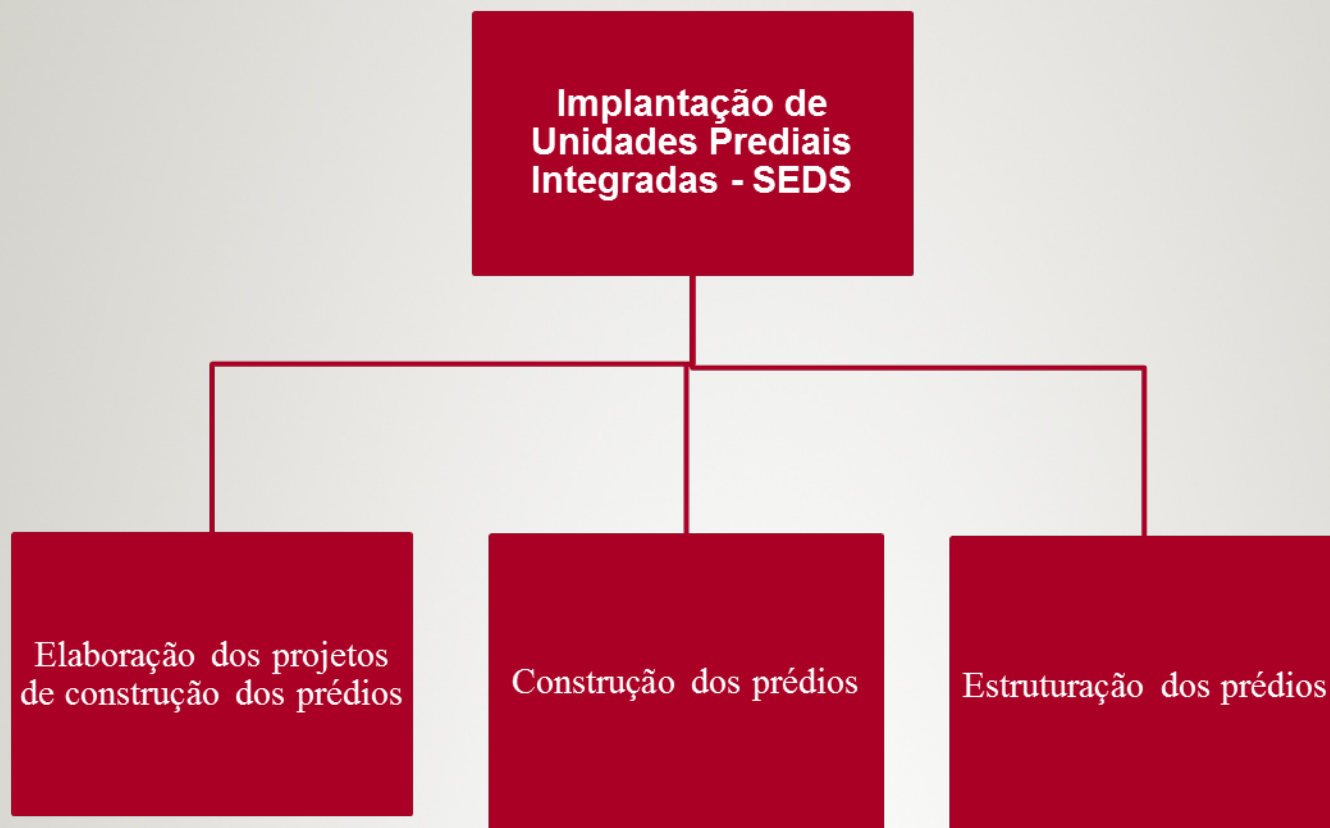 Implantação de
Unidades Prediais
Integradas - SEDS
Elaboração dos projetos
de construção dos prédios
Construção dos prédios
Estruturação dos prédios